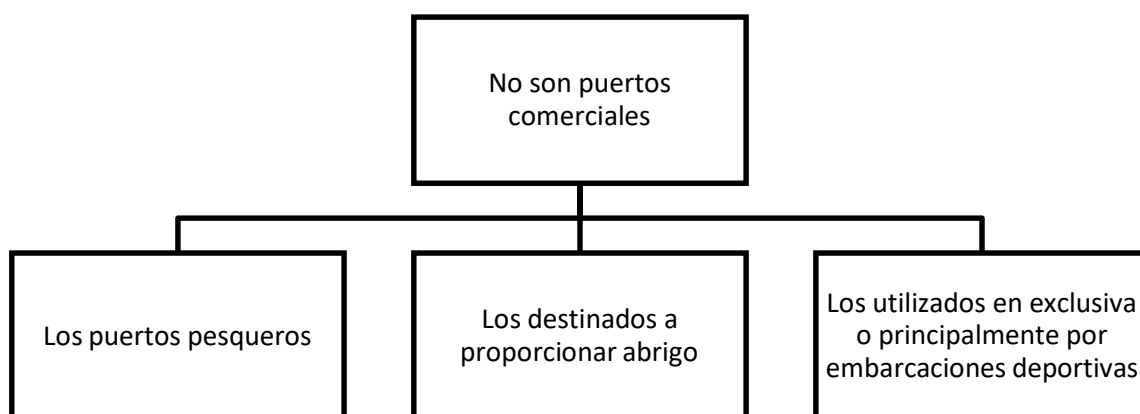 No son puertos
comerciales
Los puertos pesqueros
Los destinados a
proporcionar abrigo
Los utilizados en exclusiva
o principalmente por
embarcaciones deportivas